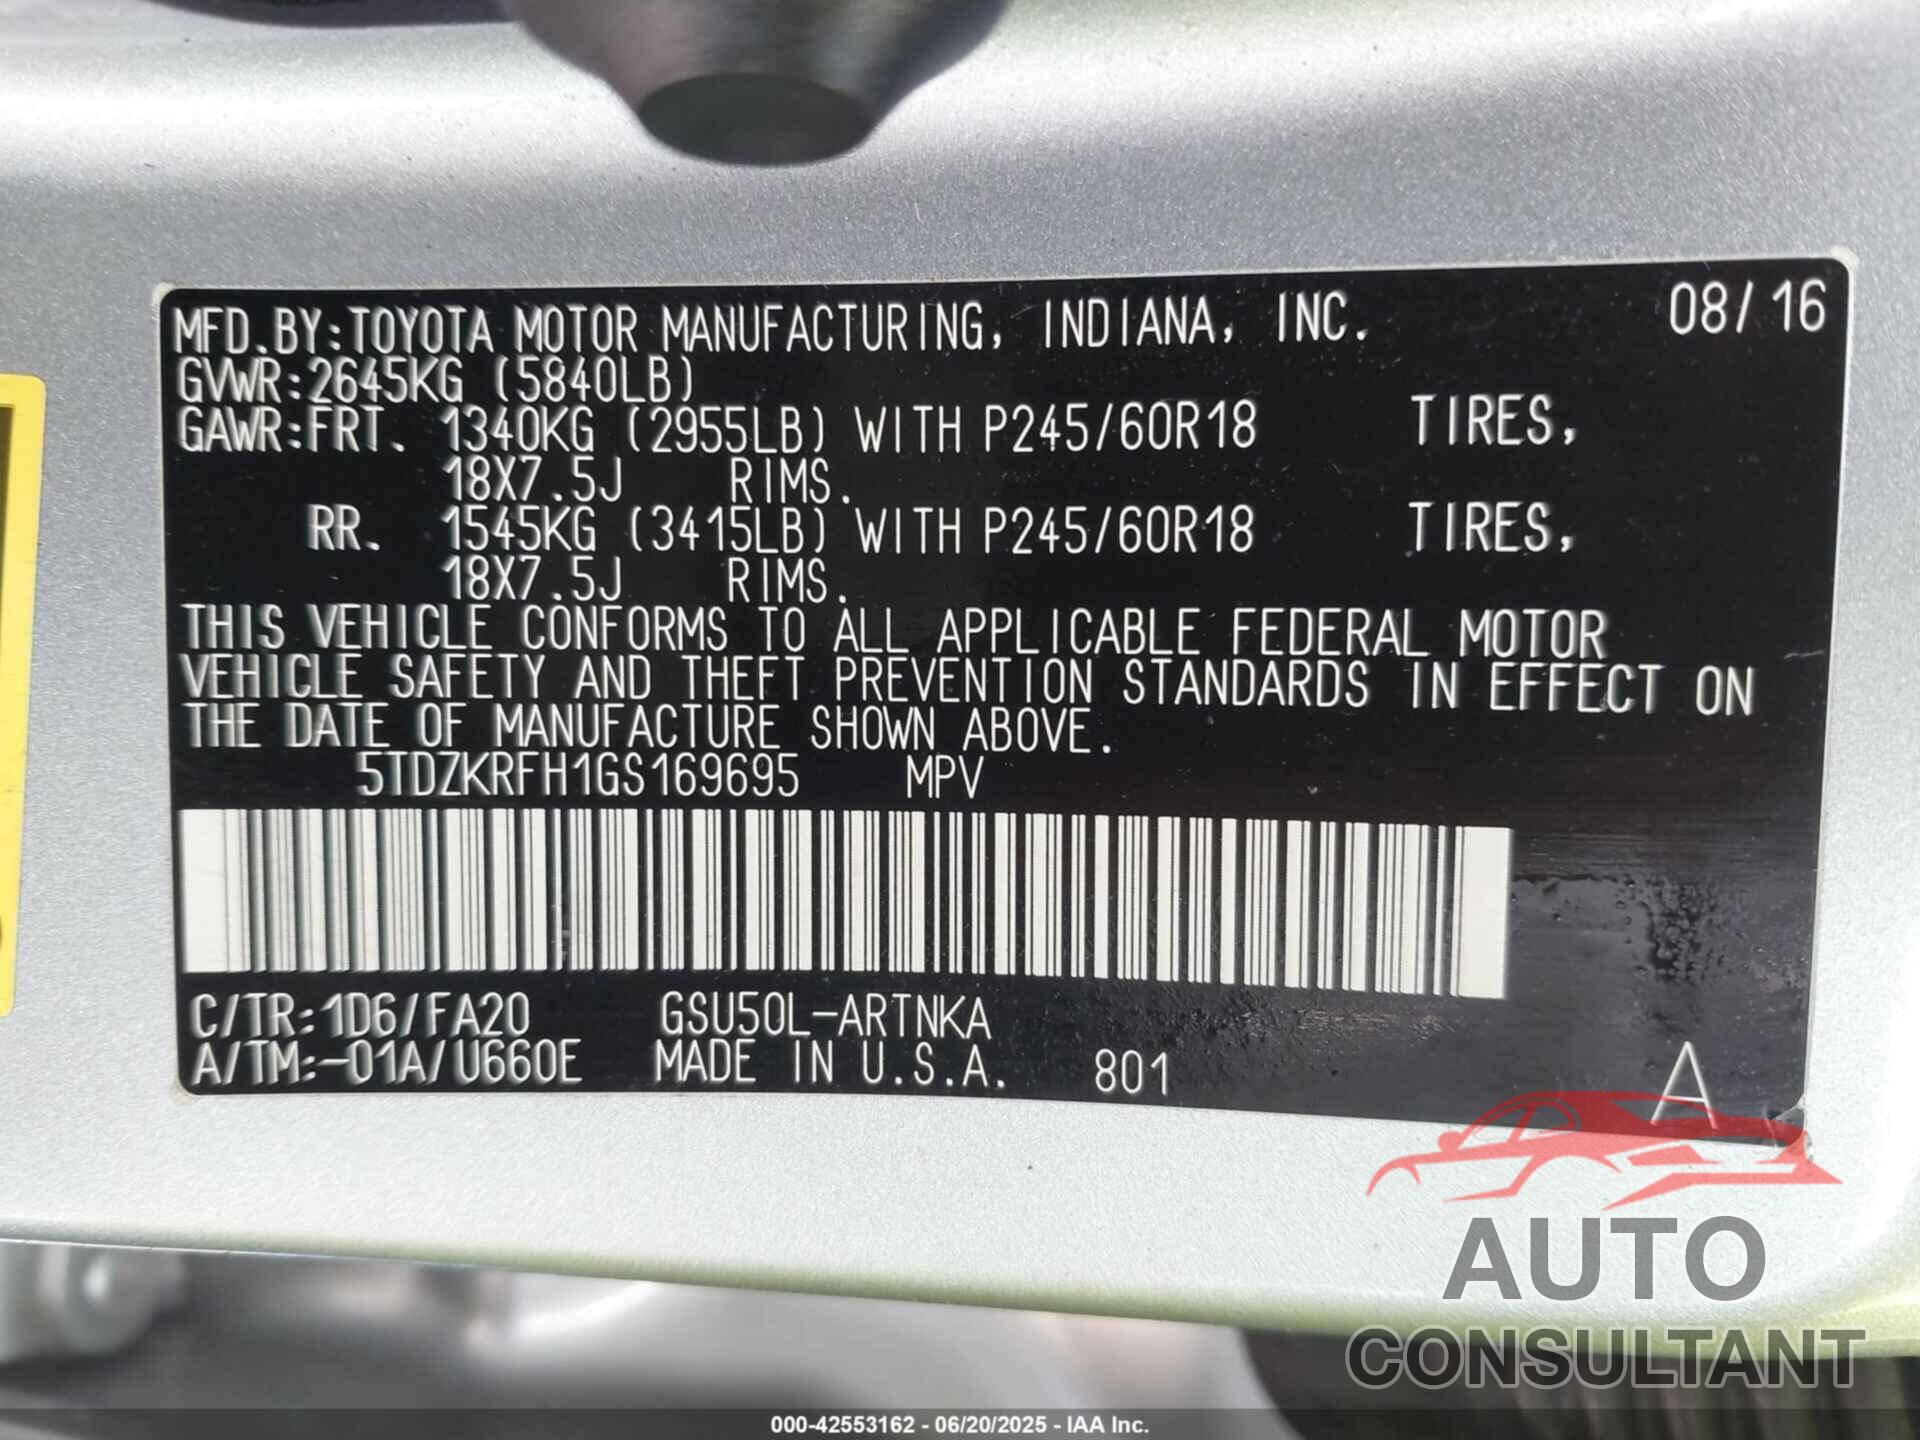 MFD.BY:TOYOTA MOTOR MANUFACTURING, INDIANA, INC. 08/16
GVWR:2645KG (5840LB)
GAWR:FRT. 1340KG (2955LB) WITH P245/60R18 TIRES,
18X7.5J RIMS.
RR. 1545KG (3415LB) WITH P245/60R18 TIRES,
18X7.5J RIMS.
THIS VEHICLE CONFORMS TO ALL APPLICABLE FEDERAL MOTOR
VEHICLE SAFETY AND THEFT PREVENTION STANDARDS IN EFFECT ON
THE DATE OF MANUFACTURE SHOWN ABOVE.
5TDZKRFH1GS169695 MPV
C/TR:1D6/FA20 GSU50L-ARTNKA
A/TM:-01A/U660E MADE IN U.S.A. 801 A
AUTO
CONSULTANT
000-42553162 - 06/20/2025 - IAA Inc.